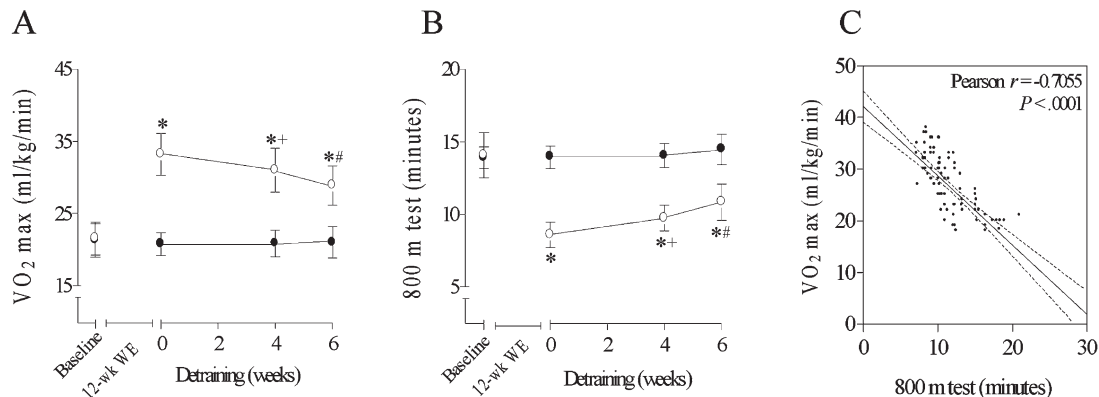 A
VO2 max (ml/kg/min)
45
35
25
15
*
*+
*#
Baseline
12-wk WE
0
2
4
6
Detraining (weeks)
B
800 m test (minutes)
20
15
10
5
*
*+
*#
Baseline
12-wk WE
0
2
4
6
Detraining (weeks)
C
VO2 max (ml/kg/min)
50
40
30
20
10
0
Pearson r = -0.7055
P < .0001
0
10
20
30
800 m test (minutes)